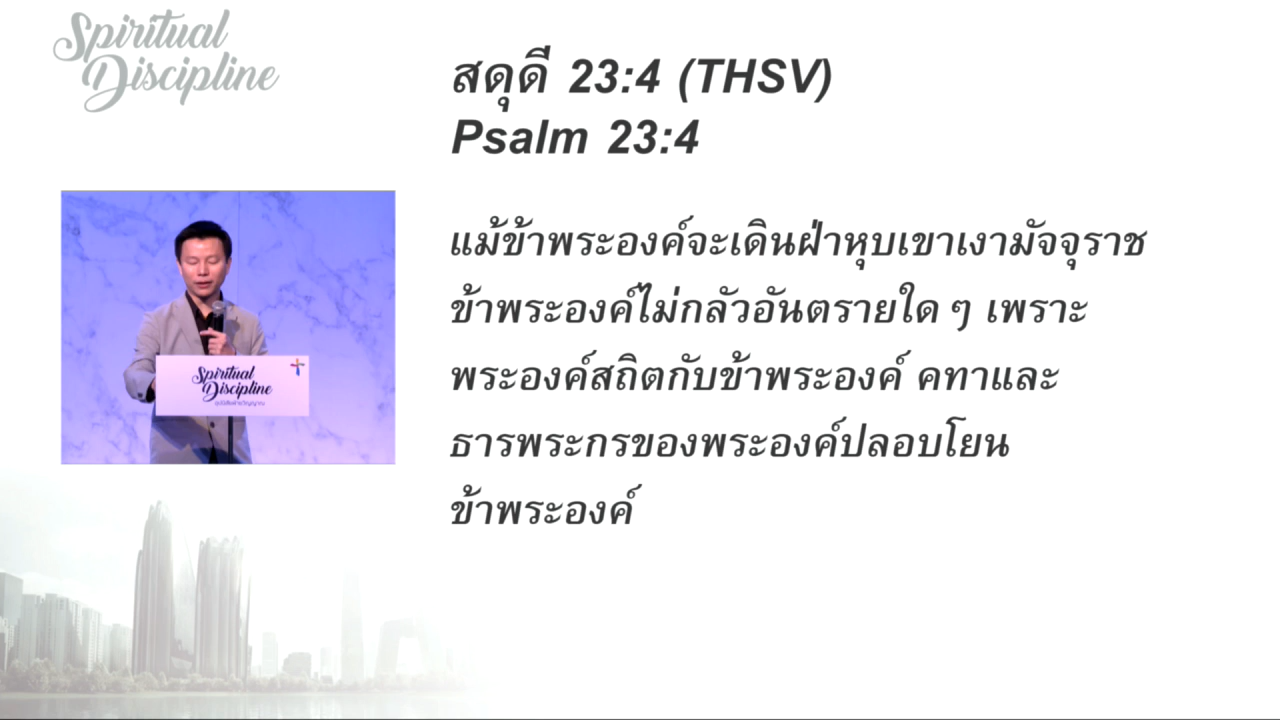 Spiritual
Discipline
สดุดี 23:4 (THSV)
Psalm 23:4
แม้ข้าพระองค์จะเดินฝ่าหุบเขาเงามัจจุราช
ข้าพระองค์ไม่กลัวอันตรายใด ๆ เพราะ
พระองค์สถิตกับข้าพระองค์ คทาและ
ธารพระกรของพระองค์ปลอบโยน
ข้าพระองค์
Spiritual
Discipline